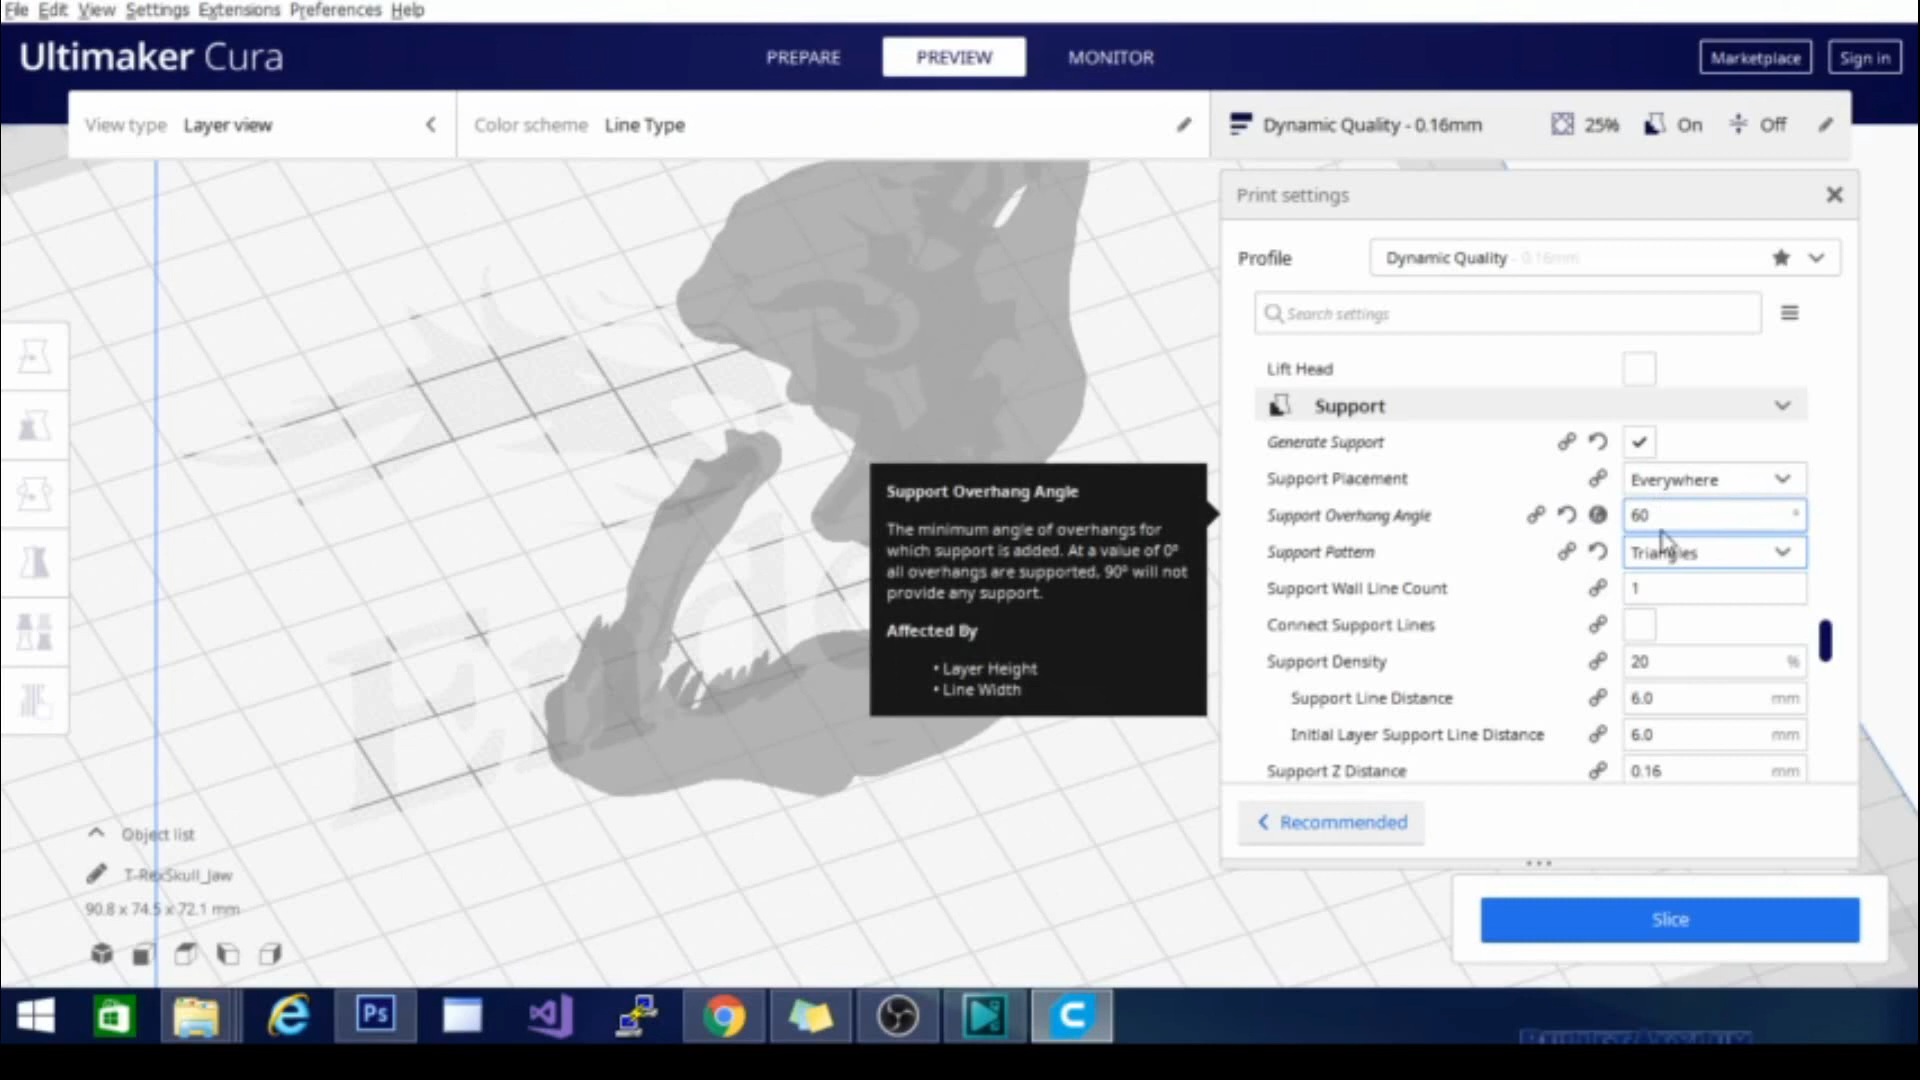 File Edit View Settings Extensions Preferences Help
Ultimaker Cura
PREPARE
PREVIEW
MONITOR
Marketplace
Sign in
View type Layer view
Color scheme Line Type
Dynamic Quality - 0.16mm
25%
On
Off
Print settings
Profile
Dynamic Quality - 0.16mm
Search settings
Lift Head
Support
Generate Support
Support Placement
Everywhere
Support Overhang Angle
60 °
Support Pattern
Triangles
Support Wall Line Count
1
Connect Support Lines
Support Density
20 %
Support Line Distance
6.0 mm
Initial Layer Support Line Distance
6.0 mm
Support Z Distance
0.16 mm
Recommended
Slice
Support Overhang Angle
The minimum angle of overhangs for
which support is added. At a value of 0°
all overhangs are supported, 90° will not
provide any support.
Affected By
• Layer Height
• Line Width
Object list
T-RexSkull_Jaw
90.8 x 74.5 x 72.1 mm
Ps